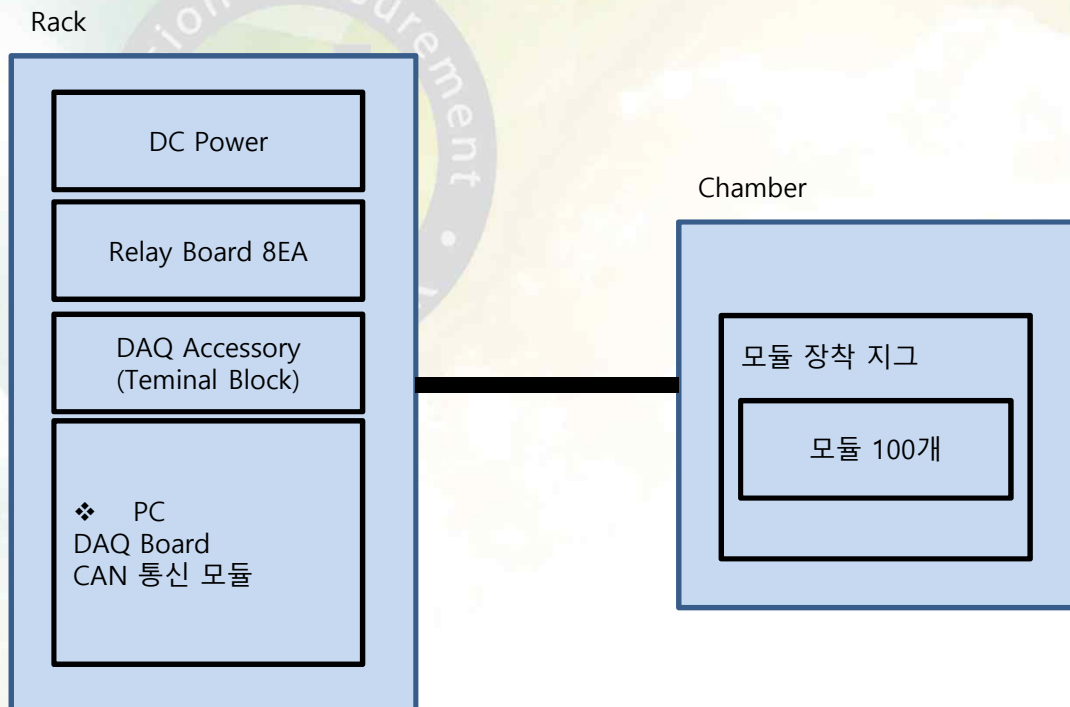 Rack
DC Power
Relay Board 8EA
DAQ Accessory
(Teminal Block)
❖ PC
DAQ Board
CAN 통신 모듈
Chamber
모듈 장착 지그
모듈 100개